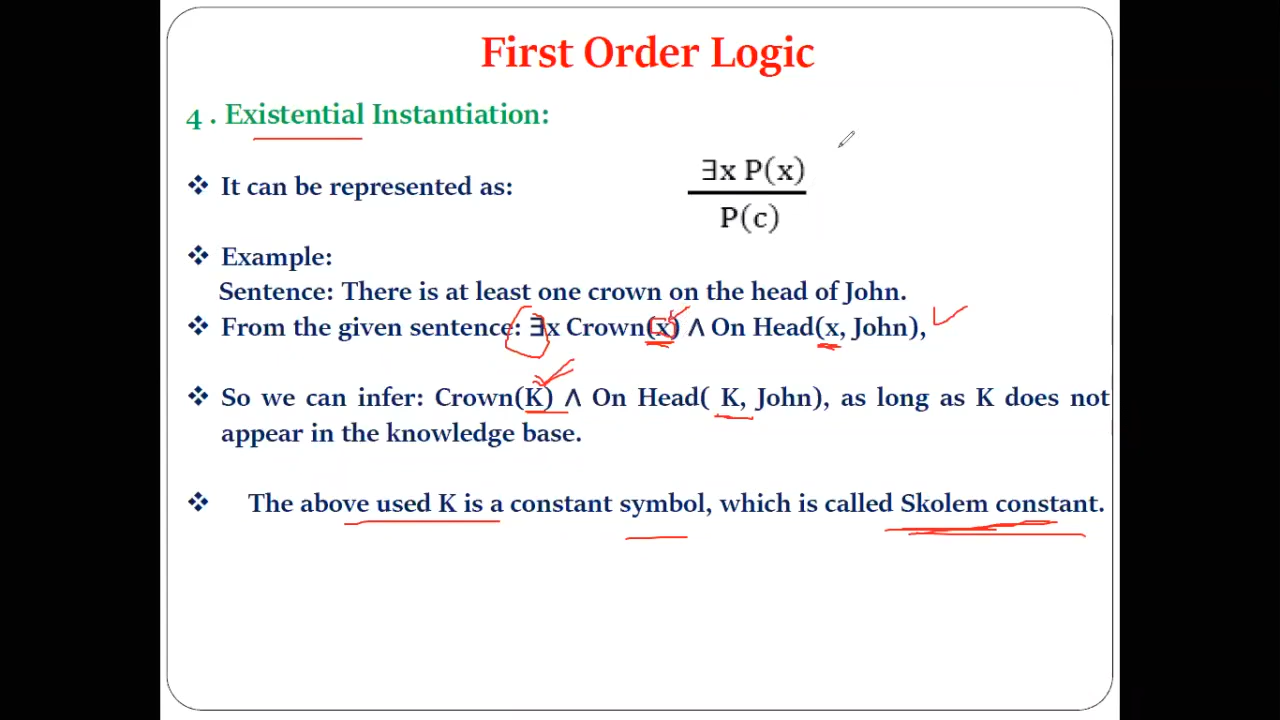 First Order Logic
4 . Existential Instantiation:
❖ It can be represented as:
∃x P(x)
P(c)
❖ Example:
Sentence: There is at least one crown on the head of John.
❖ From the given sentence: ∃x Crown(x) ∧ On Head(x, John),
❖ So we can infer: Crown(K) ∧ On Head( K, John), as long as K does not
appear in the knowledge base.
❖ The above used K is a constant symbol, which is called Skolem constant.